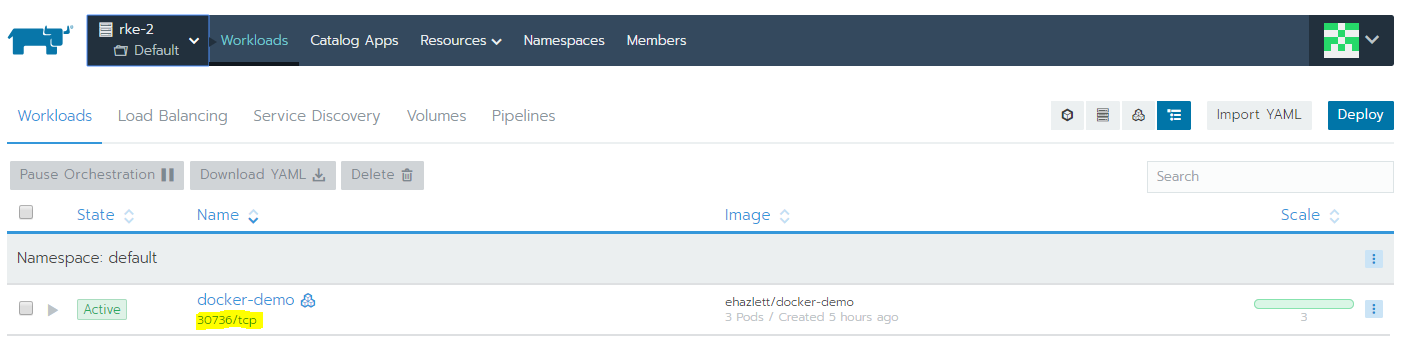 rke-2
Default
Workloads Catalog Apps Resources Namespaces Members
Workloads Load Balancing Service Discovery Volumes Pipelines Import YAML Deploy
Pause Orchestration Download YAML Delete Search
State Name Image Scale
Namespace: default
Active docker-demo ehazlett/docker-demo
30736/tcp 3 Pods / Created 5 hours ago 3